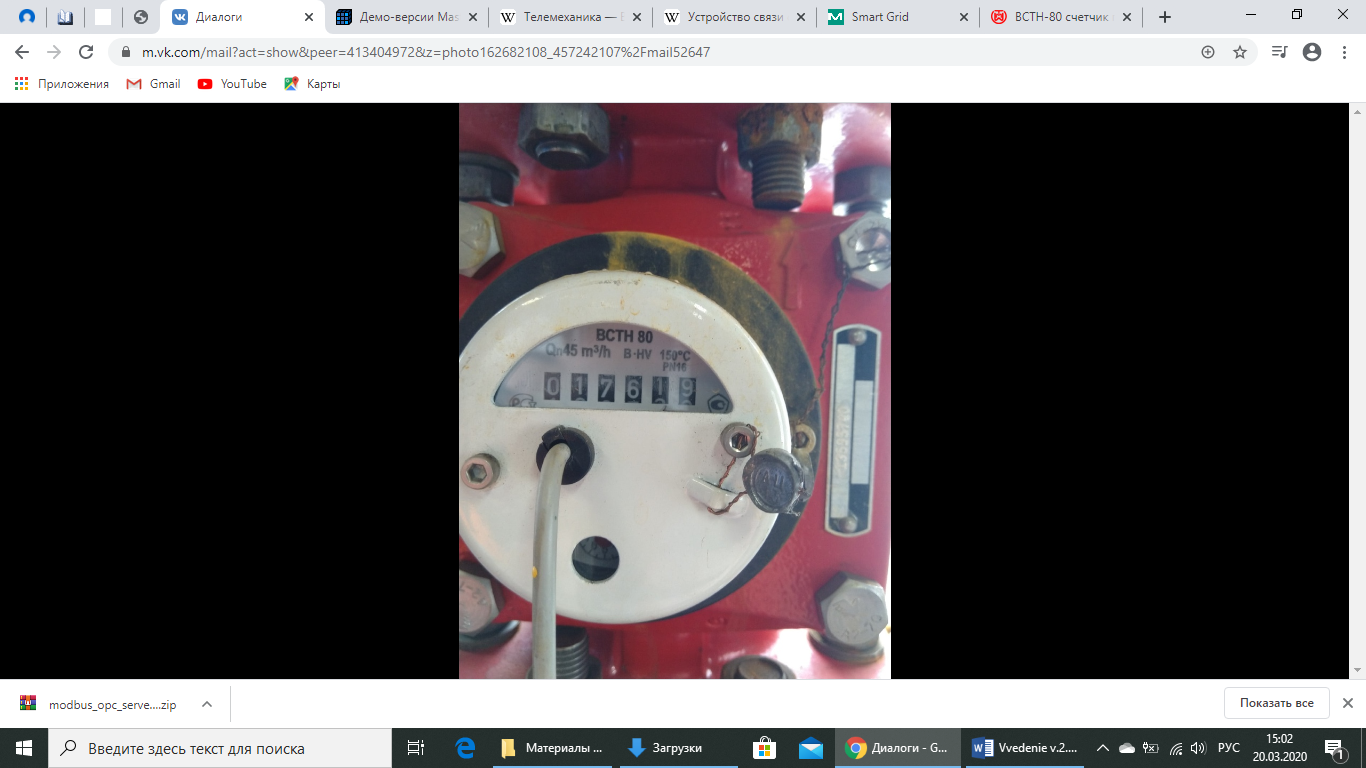 Диалоги
Демо-версии Mas
Телемеханика — Е
Устройство связи
Smart Grid
ВСТН-80 счетчик
m.vk.com/mail?act=show&peer=413404972&z=photo162682108_457242107%2Fmail52647
Приложения
Gmail
YouTube
Карты
ВСТН 80
Qn45 m³/h B-HV 150°C
PN16
017619
modbus_opc_serve....zip
Показать все
Введите здесь текст для поиска
Материалы ...
Загрузки
Диалоги - G...
Vvedenie v.2....
РУС
15:02
20.03.2020
1